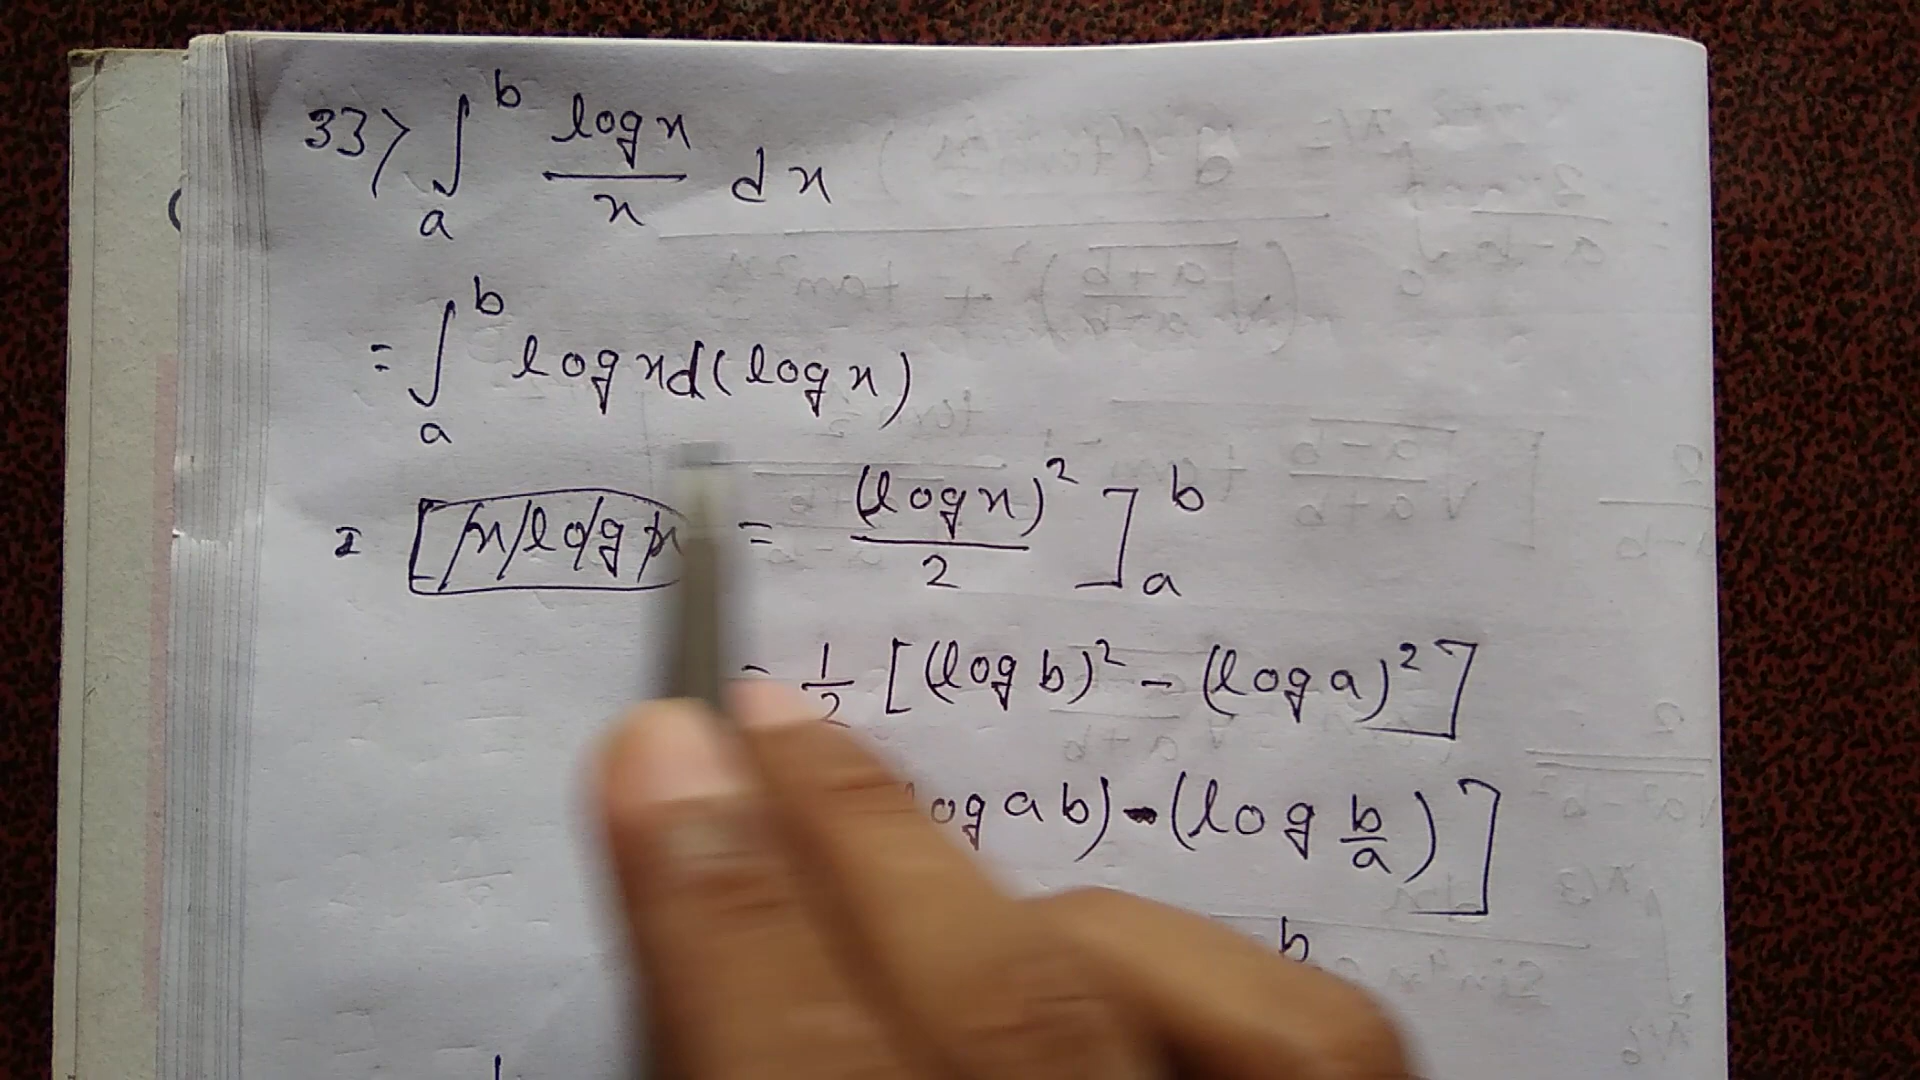 33> ∫ₐᵇ log x / x dx
= ∫ₐᵇ log x d(log x)
= (log x)² / 2 ]ₐᵇ
= 1/2 [(log b)² - (log a)²]
og ab) - (log b/a)]
b